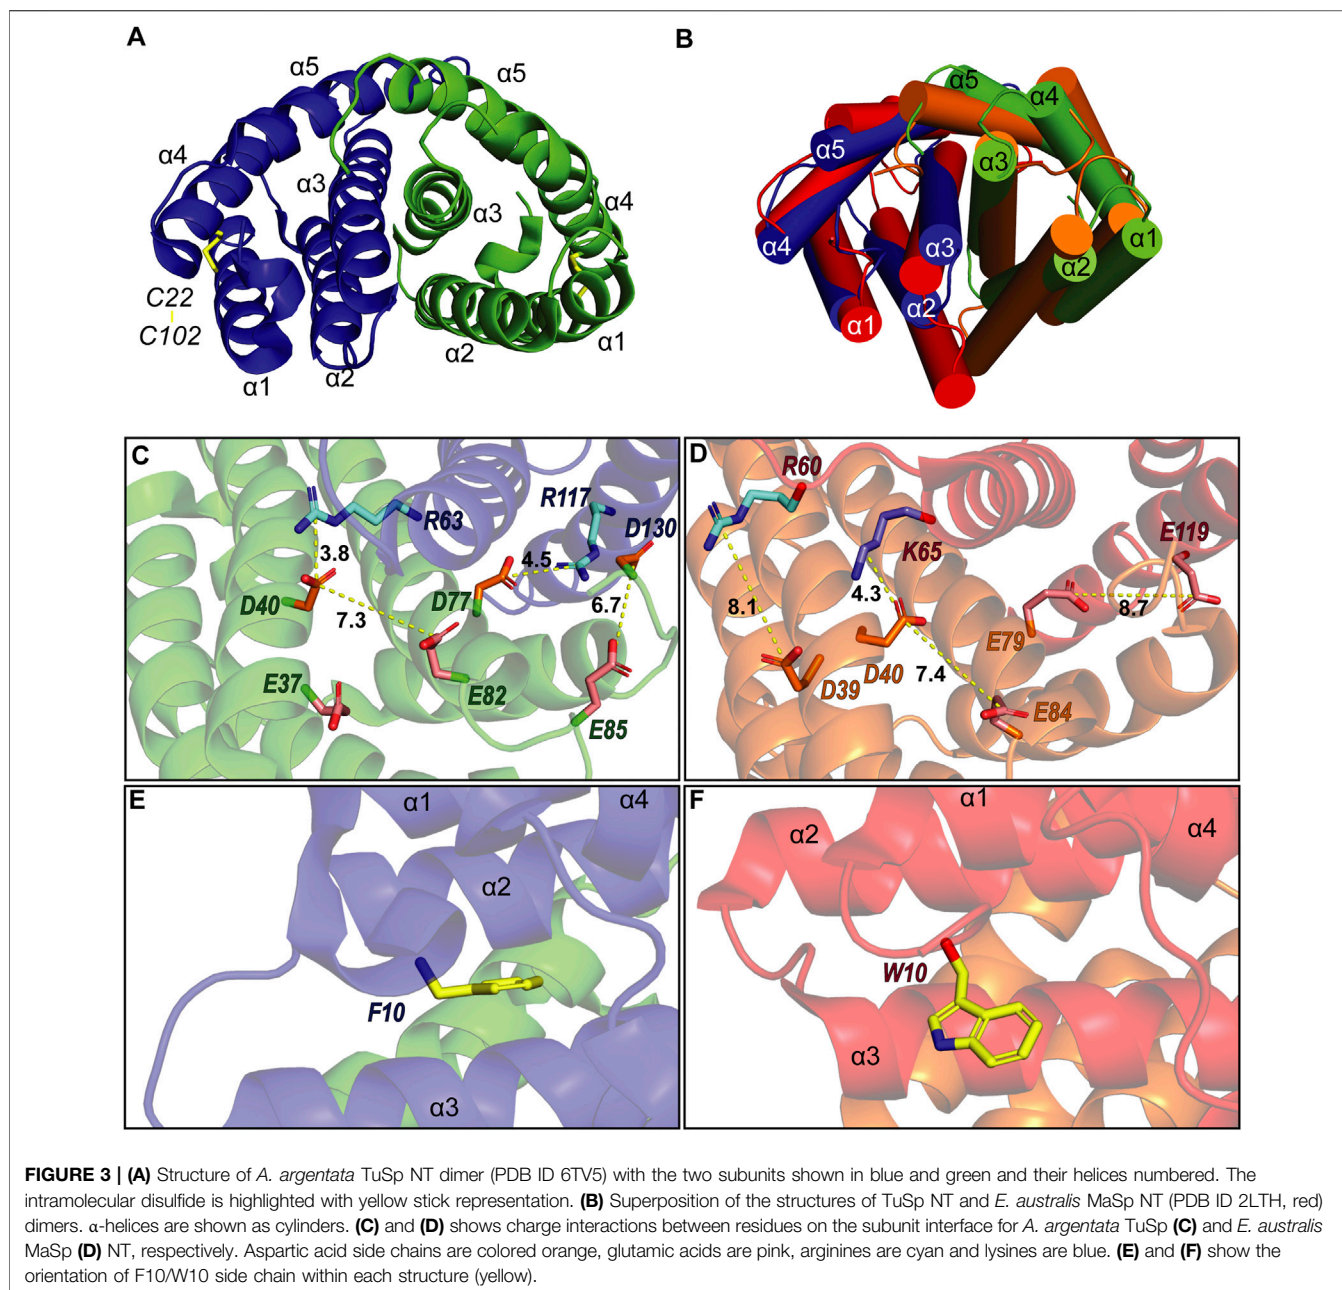 A
α5
α5
α4
α3
α3
α4
C22
C102
α1
α2
α2
α1
B
α5
α4
α5
α3
α4
α3
α1
α2
α2
α1
C
R63
R117
D130
3.8
4.5
D40
D77
6.7
7.3
E37
E82
E85
D
R60
K65
E119
8.1
4.3
8.7
E79
D39
D40
7.4
E84
E
α1
α4
α2
F10
α3
F
α1
α2
α4
W10
α3
FIGURE 3 | (A) Structure of A. argentata TuSp NT dimer (PDB ID 6TV5) with the two subunits shown in blue and green and their helices numbered. The
intramolecular disulfide is highlighted with yellow stick representation. (B) Superposition of the structures of TuSp NT and E. australis MaSp NT (PDB ID 2LTH, red)
dimers. α-helices are shown as cylinders. (C) and (D) shows charge interactions between residues on the subunit interface for A. argentata TuSp (C) and E. australis
MaSp (D) NT, respectively. Aspartic acid side chains are colored orange, glutamic acids are pink, arginines are cyan and lysines are blue. (E) and (F) show the
orientation of F10/W10 side chain within each structure (yellow).